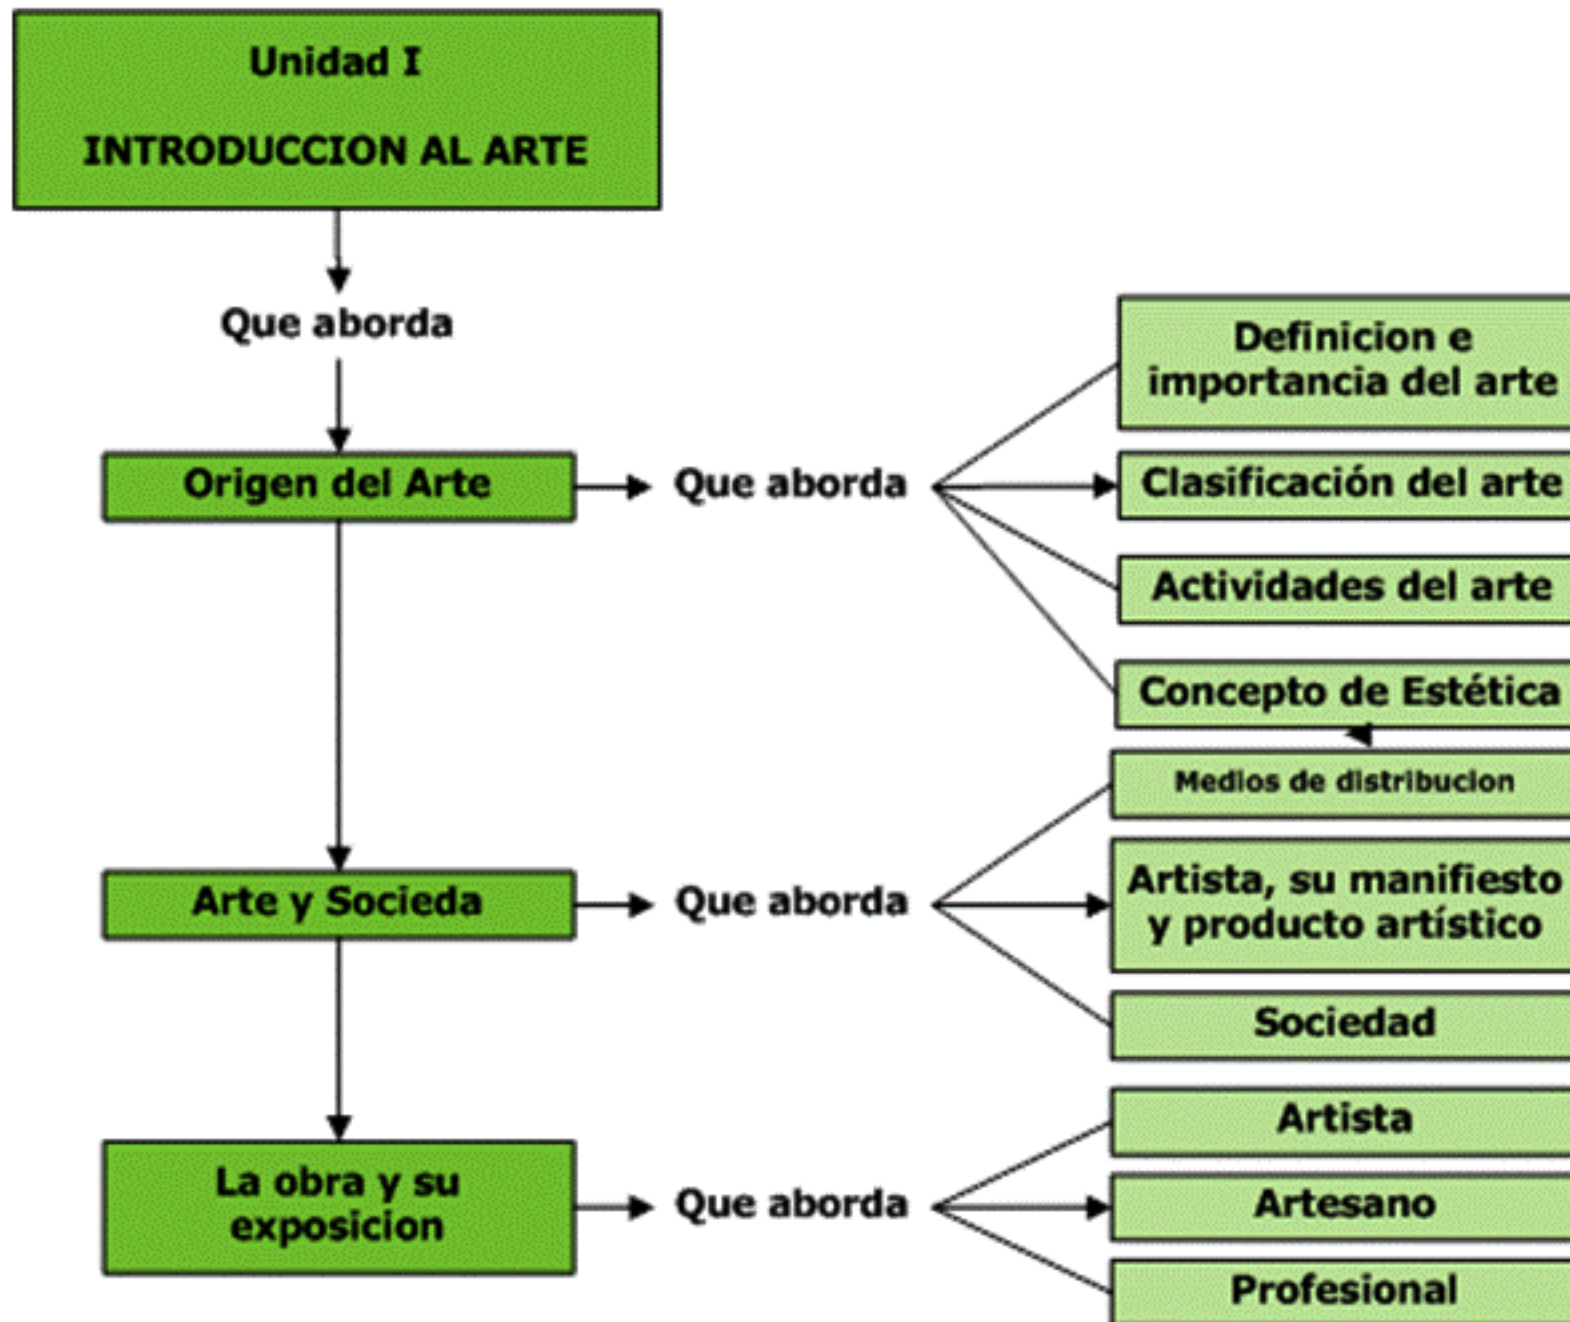 Unidad I
INTRODUCCION AL ARTE
Que aborda
Origen del Arte
Que aborda
Definicion e
importancia del arte
Clasificación del arte
Actividades del arte
Concepto de Estética
Arte y Socieda
Que aborda
Medios de distribucion
Artista, su manifiesto
y producto artístico
Sociedad
La obra y su
exposicion
Que aborda
Artista
Artesano
Profesional